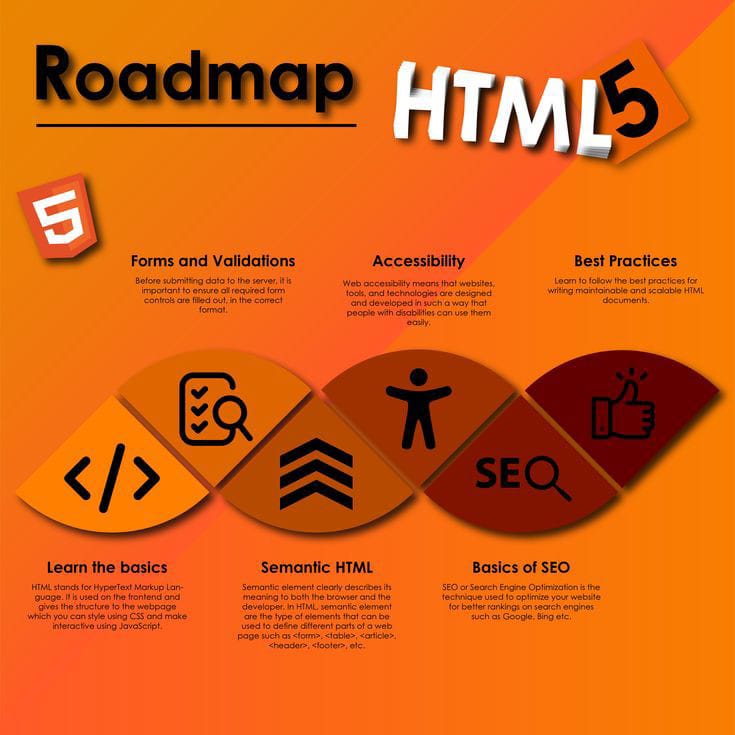 Roadmap
HTML5
5
Forms and Validations
Before submitting data to the server, it is
important to ensure all required form
controls are filled out, in the correct
format.
Accessibility
Web accessibility means that websites,
tools, and technologies are designed
and developed in such a way that
people with disabilities can use them
easily.
Best Practices
Learn to follow the best practices for
writing maintainable and scalable HTML
documents.
</>
SEO
Learn the basics
HTML stands for HyperText Markup Lan-
guage. It is used on the frontend and
gives the structure to the webpage
which you can style using CSS and make
interactive using JavaScript.
Semantic HTML
Semantic element clearly describes its
meaning to both the browser and the
developer. In HTML, semantic element
are the type of elements that can be
used to define different parts of a web
page such as <form>, <table>, <article>,
<header>, <footer>, etc.
Basics of SEO
SEO or Search Engine Optimization is the
technique used to optimize your website
for better rankings on search engines
such as Google, Bing etc.